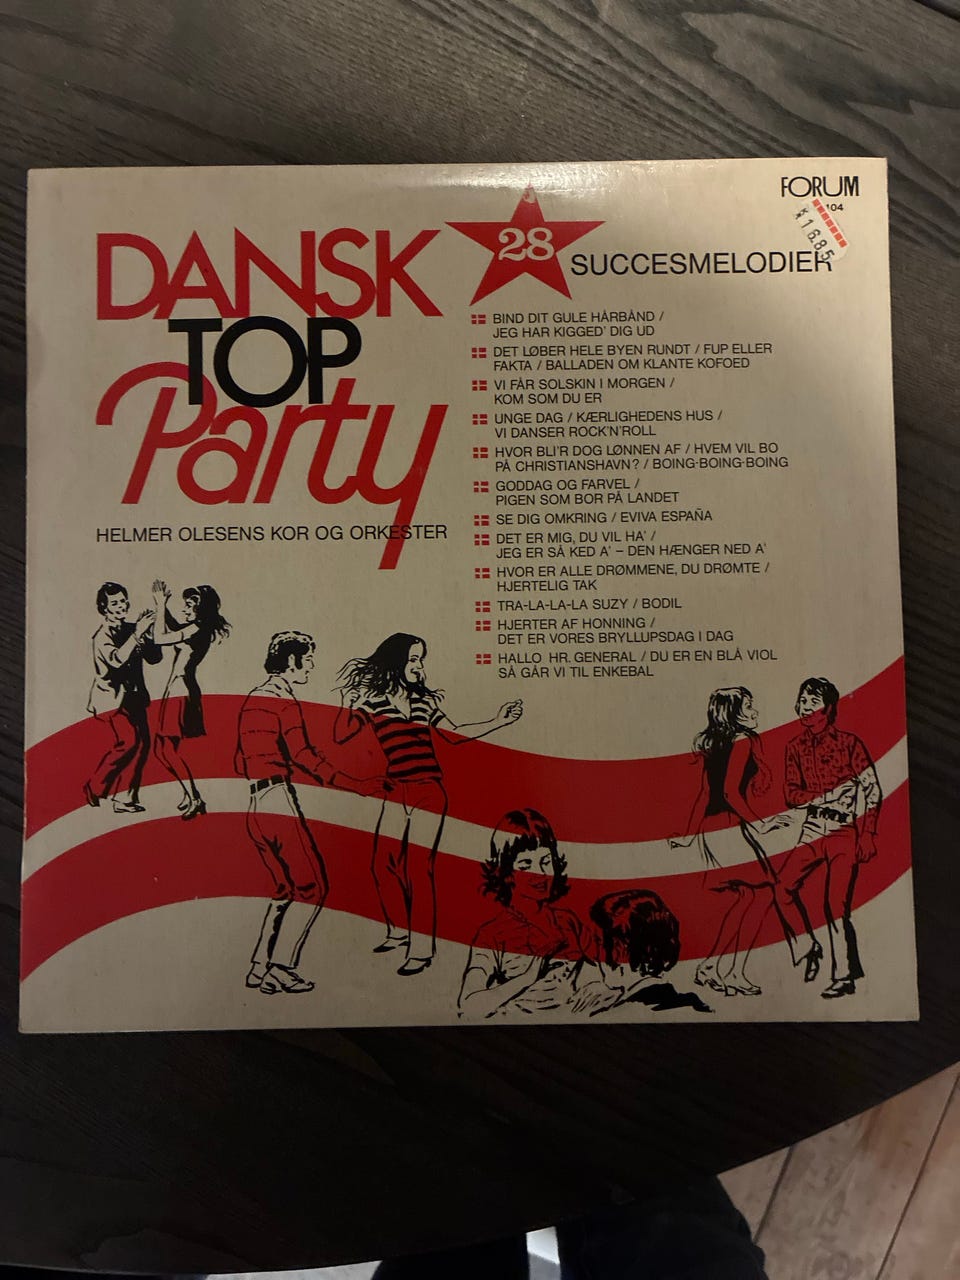 FORUM
104
16.85
DANSK
TOP
Party
HELMER OLESENS KOR OG ORKESTER
28
SUCCESMELODIER
BIND DIT GULE HÅRBÅND /
JEG HAR KIGGED' DIG UD
DET LØBER HELE BYEN RUNDT / FUP ELLER
FAKTA / BALLADEN OM KLANTE KOFOED
VI FÅR SOLSKIN I MORGEN /
KOM SOM DU ER
UNGE DAG / KÆRLIGHEDENS HUS /
VI DANSER ROCK'N'ROLL
HVOR BLI'R DOG LØNNEN AF / HVEM VIL BO
PÅ CHRISTIANSHAVN? / BOING-BOING-BOING
GODDAG OG FARVEL /
PIGEN SOM BOR PÅ LANDET
SE DIG OMKRING / EVIVA ESPAÑA
DET ER MIG, DU VIL HA' /
JEG ER SÅ KED A' – DEN HÆNGER NED A'
HVOR ER ALLE DRØMMENE, DU DRØMTE /
HJERTELIG TAK
TRA-LA-LA-LA SUZY / BODIL
HJERTER AF HONNING /
DET ER VORES BRYLLUPSDAG I DAG
HALLO HR. GENERAL / DU ER EN BLÅ VIOL
SÅ GÅR VI TIL ENKEBAL